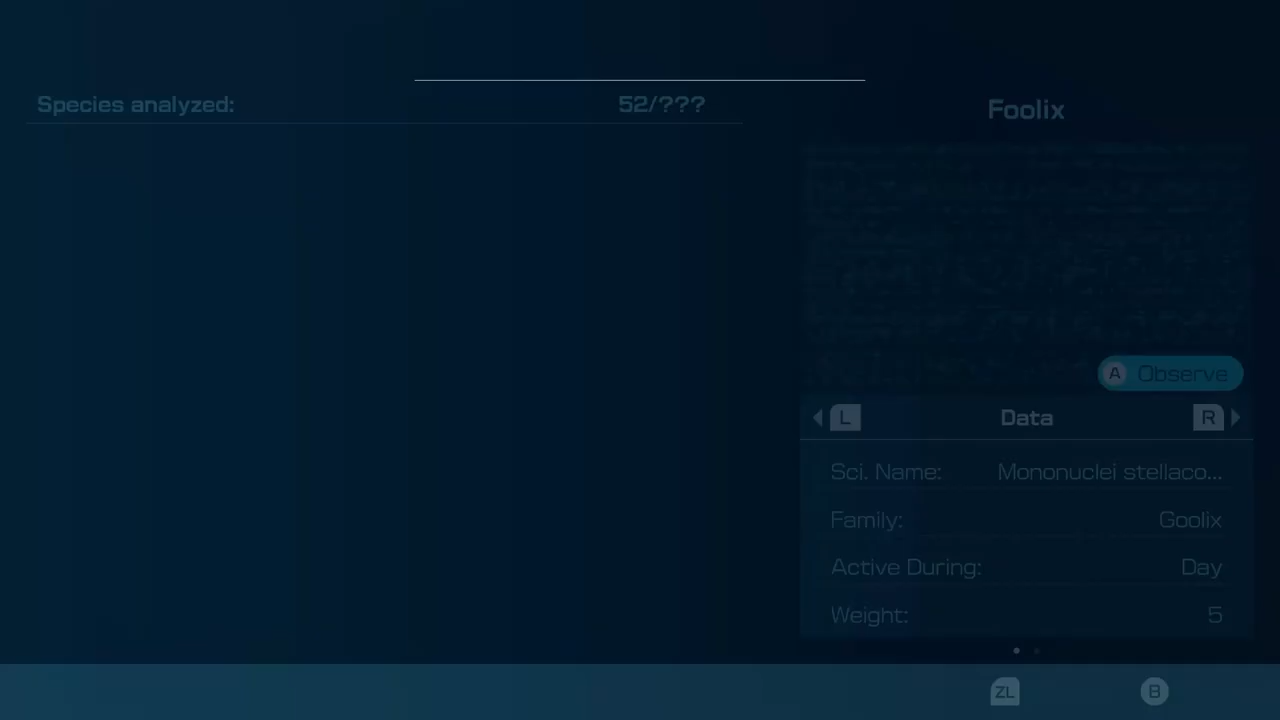 Species analyzed: 52/???
Foolix
A Observe
L Data R
Sci. Name: Mononuclei stellaco...
Family: Goolix
Active During: Day
Weight: 5
ZL B